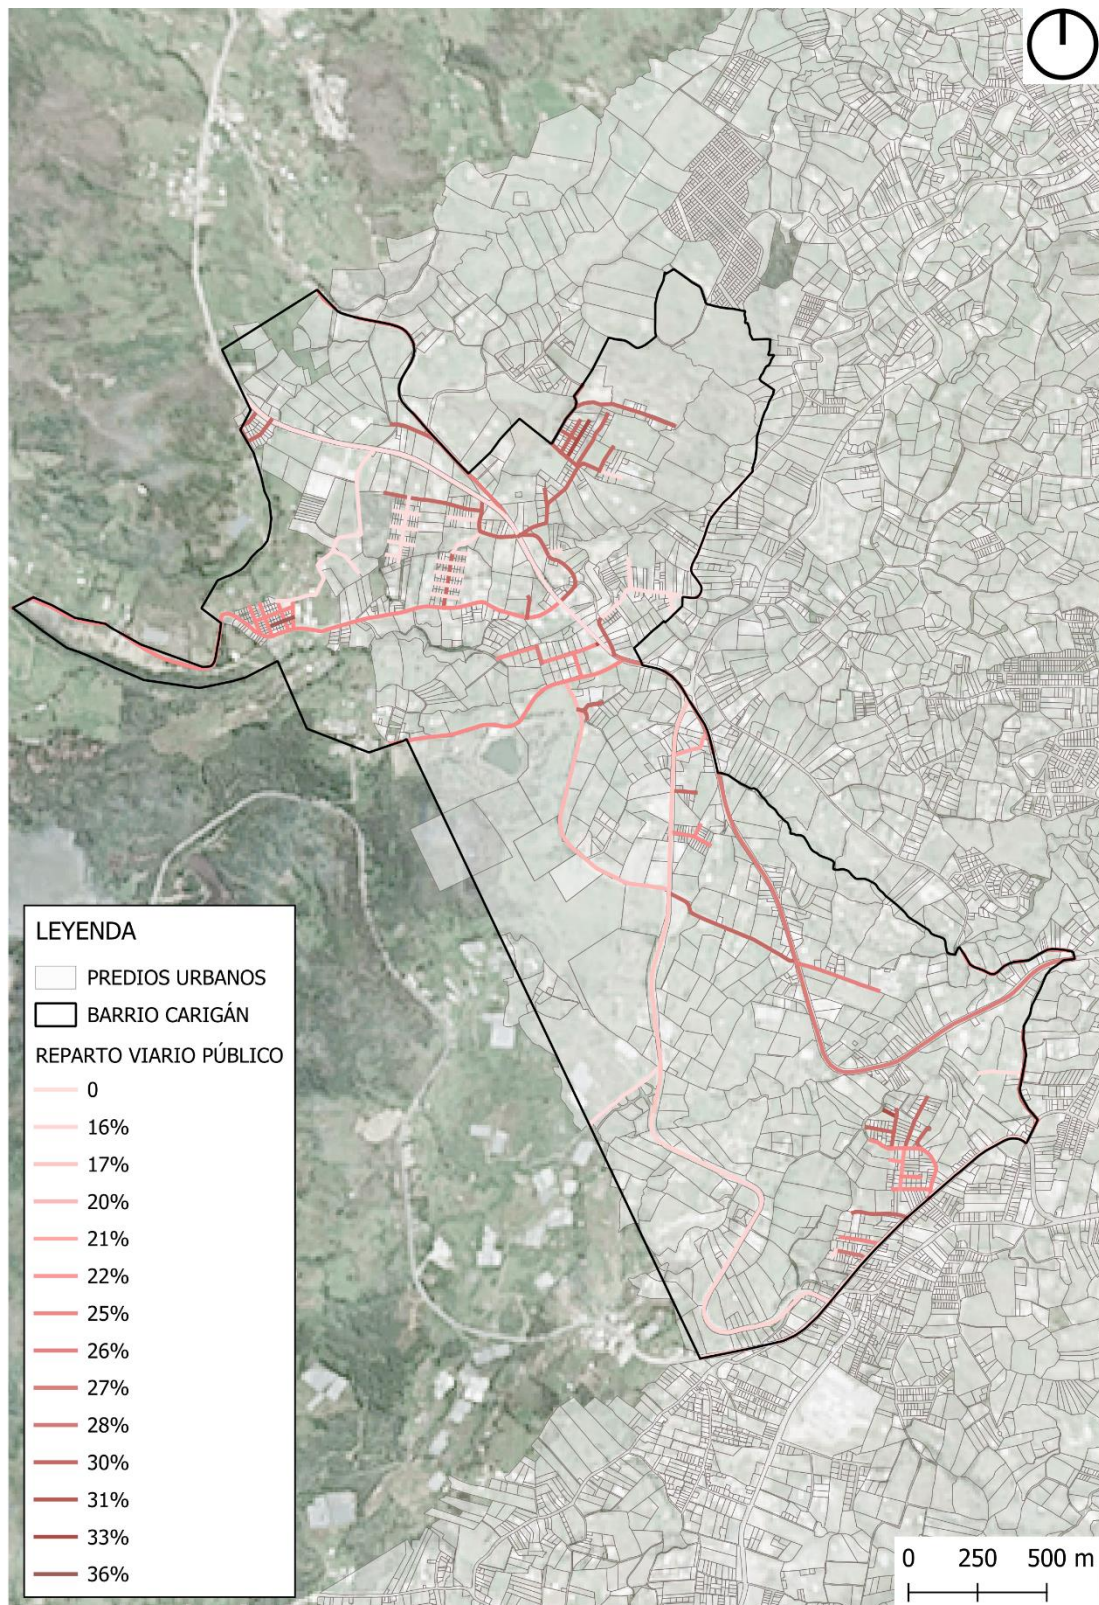 LEYENDA
PREDIOS URBANOS
BARRIO CARIGÁN
REPARTO VIARIO PÚBLICO
0
16%
17%
20%
21%
22%
25%
26%
27%
28%
30%
31%
33%
36%
0 250 500 m